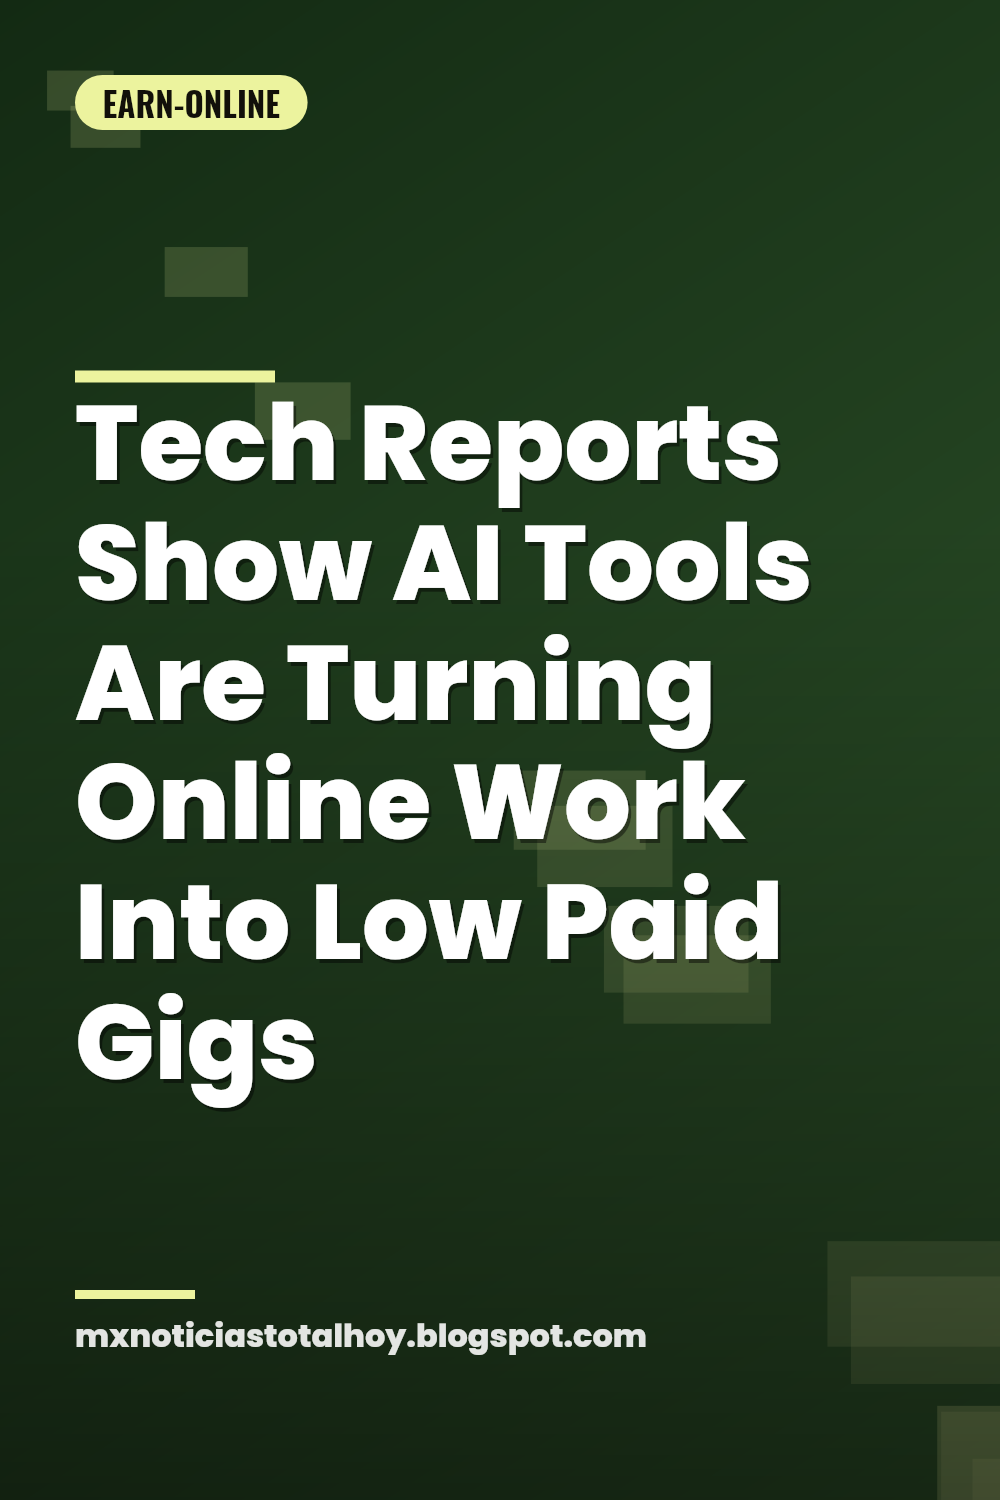 EARN-ONLINE
Tech Reports
Show AI Tools
Are Turning
Online Work
Into Low Paid
Gigs
mxnoticiastotalhoy.blogspot.com